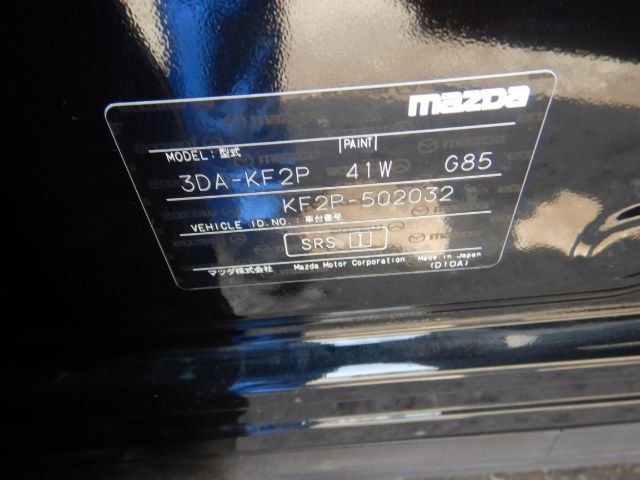 mazda
MODEL: 型式 PAINT
3DA-KF2P 41W G85
KF2P-502032
VEHICLE ID.NO.: 車台番号
SRS I
マツダ株式会社 Mazda Motor Corporation Made in Japan
(D10A)